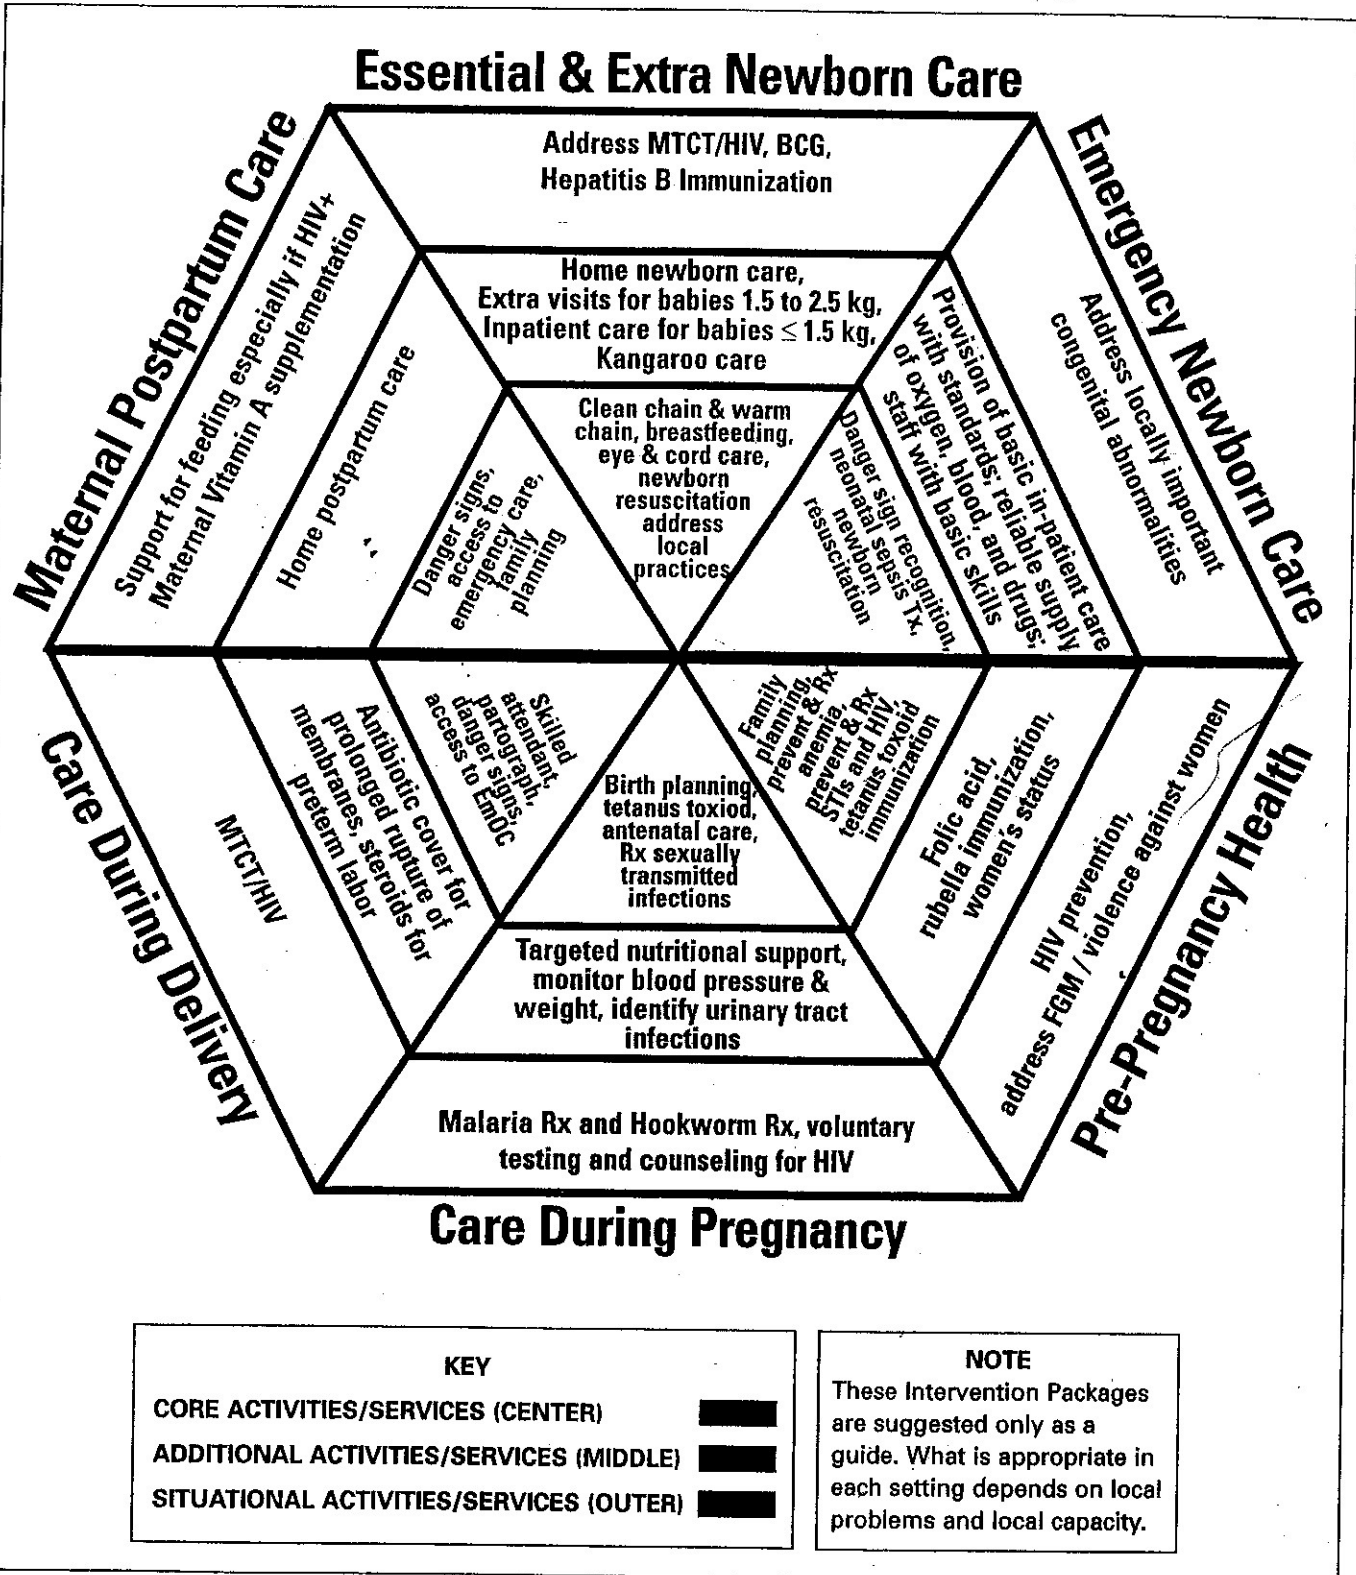 Essential & Extra Newborn Care
Address MTCT/HIV, BCG,
Hepatitis B Immunization
Home newborn care,
Extra visits for babies 1.5 to 2.5 kg,
Inpatient care for babies ≤ 1.5 kg,
Kangaroo care
Clean chain & warm
chain, breastfeeding,
eye & cord care,
newborn
resuscitation
address
local
practices
Emergency Newborn Care
Address locally important
congenital abnormalities
Provision of basic in-patient care
with standards; reliable supply
of oxygen, blood, and drugs;
staff with basic skills
Danger sign recognition,
neonatal sepsis Tx,
newborn
resuscitation
Pre-Pregnancy Health
Family
planning,
prevent & Rx
anemia,
prevent & Rx
STIs and HIV,
tetanus toxoid
immunization
Folic acid,
rubella immunization,
women's status
HIV prevention,
address FGM / violence against women
Care During Pregnancy
Birth planning,
tetanus toxiod,
antenatal care,
Rx sexually
transmitted
infections
Targeted nutritional support,
monitor blood pressure &
weight, identify urinary tract
infections
Malaria Rx and Hookworm Rx, voluntary
testing and counseling for HIV
Care During Delivery
Skilled
attendant,
partograph,
danger signs,
access to EmOC
Antibiotic cover for
prolonged rupture of
membranes, steroids for
preterm labor
MTCT/HIV
Maternal Postpartum Care
Support for feeding especially if HIV+
Maternal Vitamin A supplementation
Home postpartum care
Danger signs,
access to
emergency care,
family
planning
KEY
CORE ACTIVITIES/SERVICES (CENTER)
ADDITIONAL ACTIVITIES/SERVICES (MIDDLE)
SITUATIONAL ACTIVITIES/SERVICES (OUTER)
NOTE
These Intervention Packages
are suggested only as a
guide. What is appropriate in
each setting depends on local
problems and local capacity.